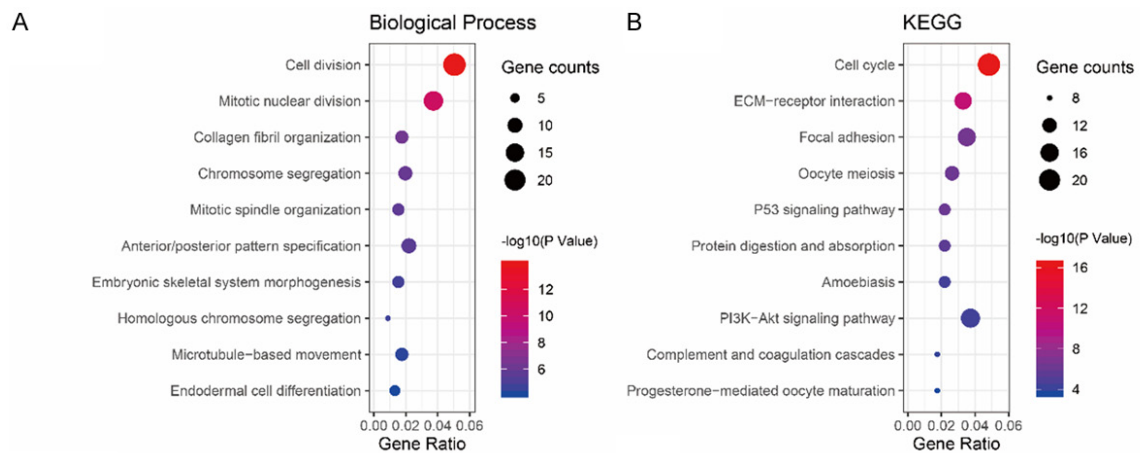 A
Biological Process
Cell division
Mitotic nuclear division
Collagen fibril organization
Chromosome segregation
Mitotic spindle organization
Anterior/posterior pattern specification
Embryonic skeletal system morphogenesis
Homologous chromosome segregation
Microtubule−based movement
Endodermal cell differentiation
0.00 0.02 0.04 0.06
Gene Ratio
Gene counts
5
10
15
20
-log10(P Value)
12
10
8
6
B
KEGG
Cell cycle
ECM−receptor interaction
Focal adhesion
Oocyte meiosis
P53 signaling pathway
Protein digestion and absorption
Amoebiasis
PI3K−Akt signaling pathway
Complement and coagulation cascades
Progesterone−mediated oocyte maturation
0.00 0.02 0.04 0.06
Gene Ratio
Gene counts
8
12
16
20
-log10(P Value)
16
12
8
4